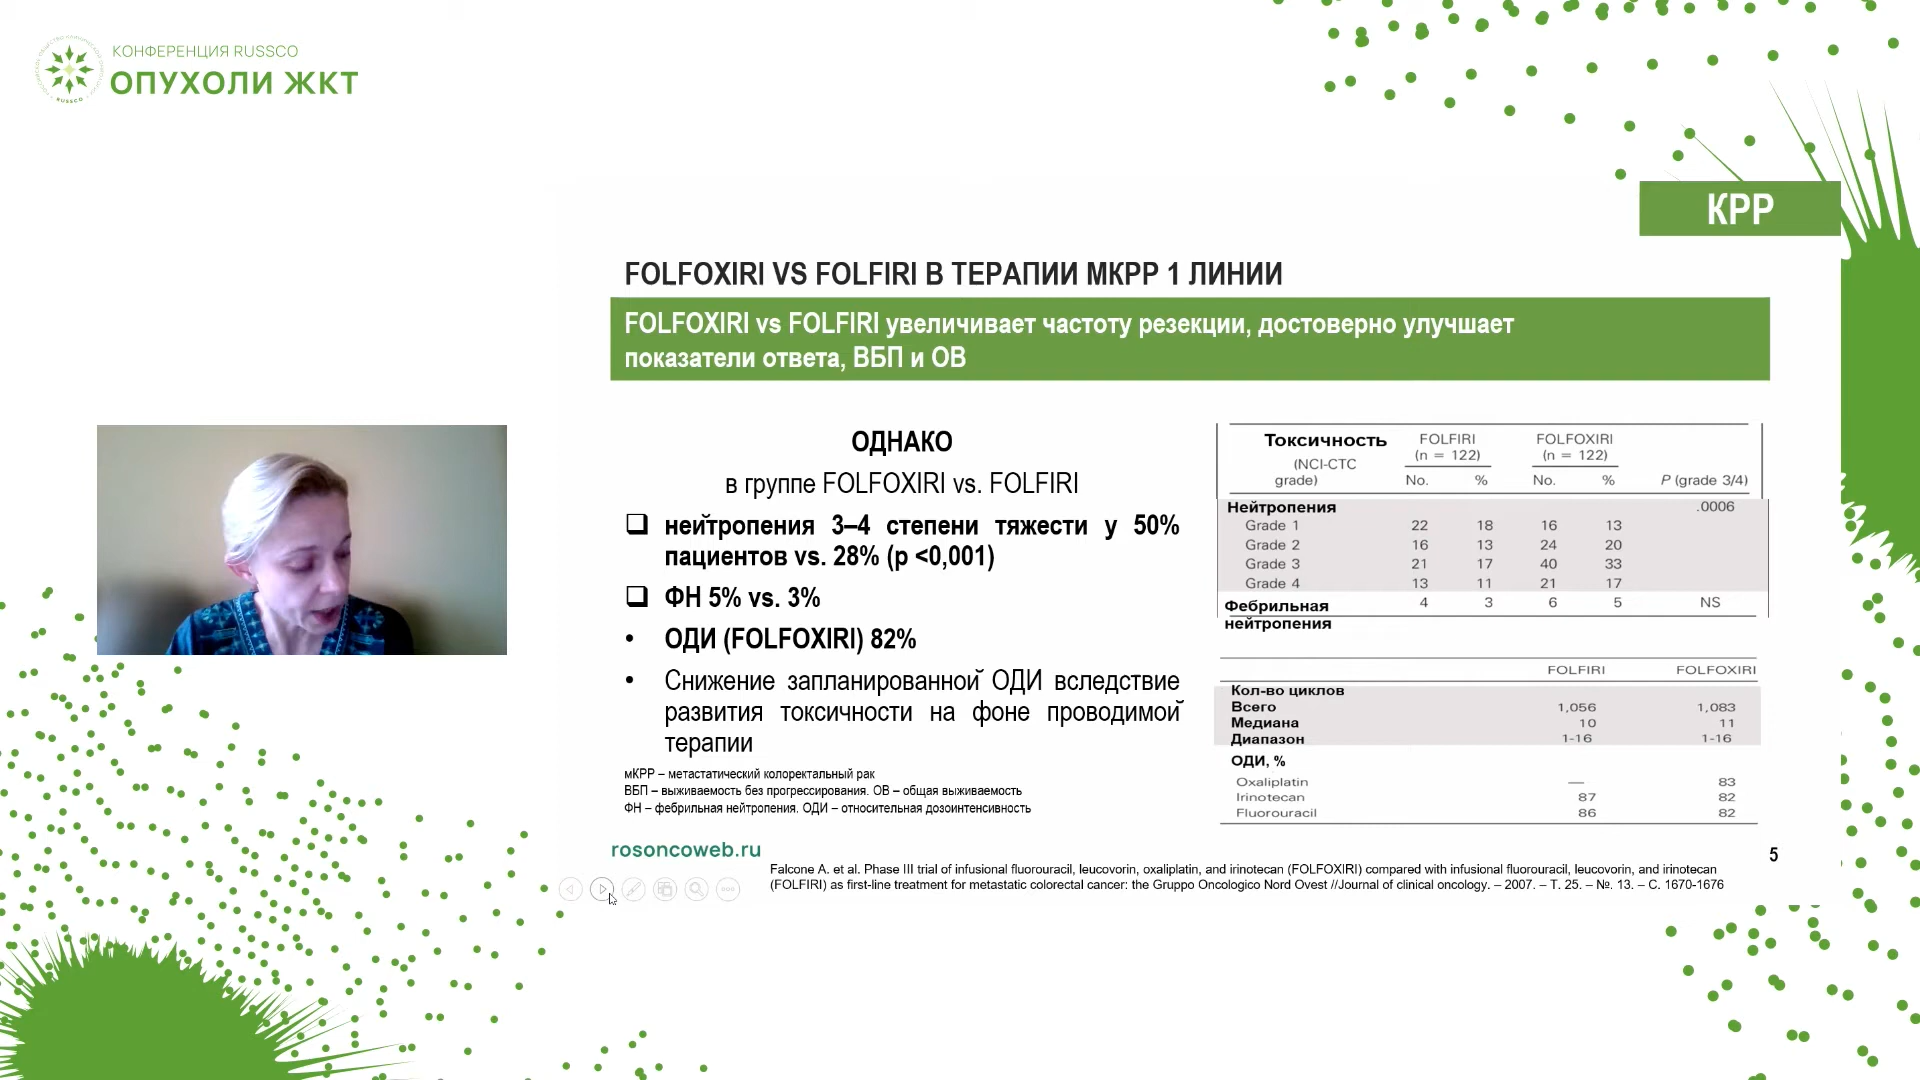 КОНФЕРЕНЦИЯ RUSSCO
ОПУХОЛИ ЖКТ
RUSSCO
КРР
FOLFOXIRI VS FOLFIRI В ТЕРАПИИ МКРР 1 ЛИНИИ
FOLFOXIRI vs FOLFIRI увеличивает частоту резекции, достоверно улучшает
показатели ответа, ВБП и ОВ
ОДНАКО
в группе FOLFOXIRI vs. FOLFIRI
нейтропения 3–4 степени тяжести у 50%
пациентов vs. 28% (p <0,001)
ФН 5% vs. 3%
• ОДИ (FOLFOXIRI) 82%
• Снижение запланированной ОДИ вследствие
развития токсичности на фоне проводимой
терапии
мКРР – метастатический колоректальный рак
ВБП – выживаемость без прогрессирования. ОВ – общая выживаемость
ФН – фебрильная нейтропения. ОДИ – относительная дозоинтенсивность
Токсичность FOLFIRI FOLFOXIRI
(NCI-CTC (n = 122) (n = 122)
grade) No. % No. % P (grade 3/4)
Нейтропения .0006
Grade 1 22 18 16 13
Grade 2 16 13 24 20
Grade 3 21 17 40 33
Grade 4 13 11 21 17
Фебрильная 4 3 6 5 NS
нейтропения
FOLFIRI FOLFOXIRI
Кол-во циклов
Всего 1,056 1,083
Медиана 10 11
Диапазон 1-16 1-16
ОДИ, %
Oxaliplatin — 83
Irinotecan 87 82
Fluorouracil 86 82
rosoncoweb.ru
5
Falcone A. et al. Phase III trial of infusional fluorouracil, leucovorin, oxaliplatin, and irinotecan (FOLFOXIRI) compared with infusional fluorouracil, leucovorin, and irinotecan
(FOLFIRI) as first-line treatment for metastatic colorectal cancer: the Gruppo Oncologico Nord Ovest //Journal of clinical oncology. – 2007. – Т. 25. – №. 13. – С. 1670-1676